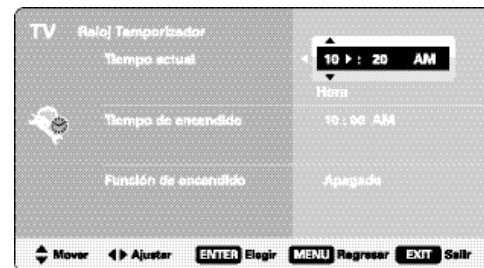 TV Reloj Temporizador
Tiempo actual 10 : 20 AM
Hora
Tiempo de encendido 10 : 00 AM
Función de encendido Apagado
Mover Ajustar ENTER Elegir MENU Regresar EXIT Salir